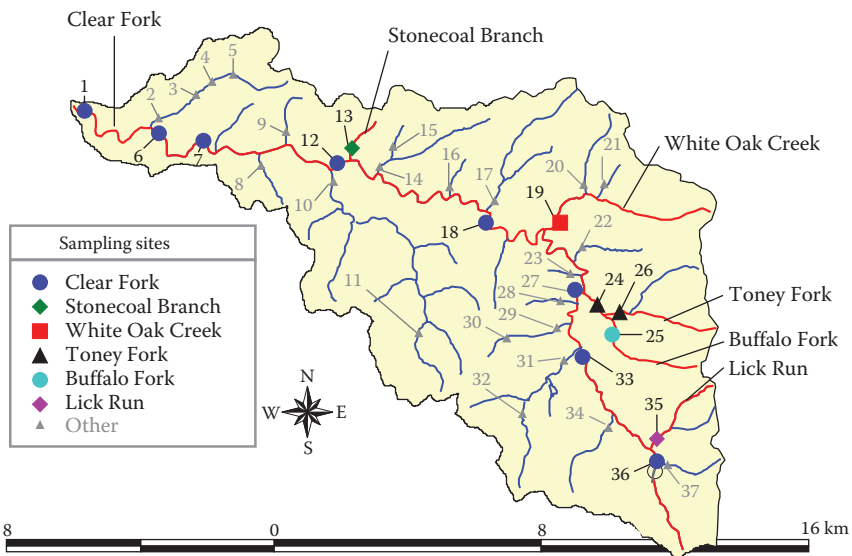 Clear Fork
Stonecoal Branch
White Oak Creek
Toney Fork
Buffalo Fork
Lick Run
1
2
3
4
5
6
7
8
9
10
11
12
13
14
15
16
17
18
19
20
21
22
23
24
25
26
27
28
29
30
31
32
33
34
35
36
37
Sampling sites
Clear Fork
Stonecoal Branch
White Oak Creek
Toney Fork
Buffalo Fork
Lick Run
Other
N
W E
S
8 0 8 16 km